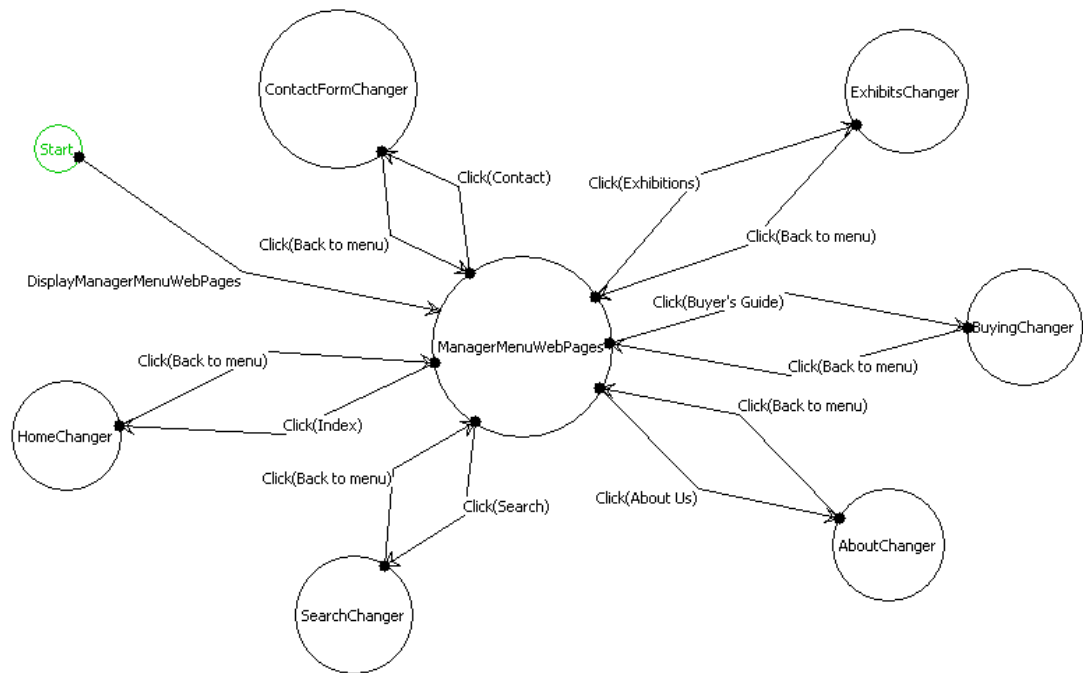 ContactFormChanger
ExhibitsChanger
Start
Click(Contact)
Click(Exhibitions)
Click(Back to menu)
Click(Back to menu)
DisplayManagerMenuWebPages
Click(Buyer's Guide)
BuyingChanger
ManagerMenuWebPages
Click(Back to menu)
Click(Back to menu)
Click(Back to menu)
Click(Index)
HomeChanger
Click(Back to menu)
Click(About Us)
Click(Search)
AboutChanger
SearchChanger